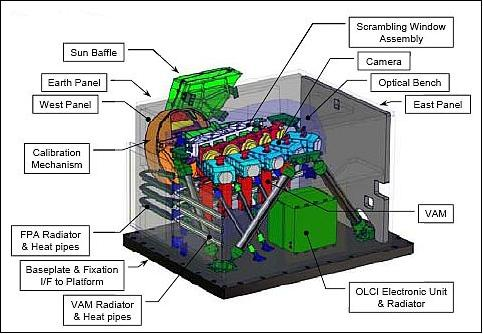 Scrambling Window
Assembly
Sun Baffle
Camera
Earth Panel
Optical Bench
West Panel
East Panel
Calibration
Mechanism
VAM
FPA Radiator
& Heat pipes
Baseplate & Fixation
I/F to Platform
OLCI Electronic Unit
& Radiator
VAM Radiator
& Heat pipes